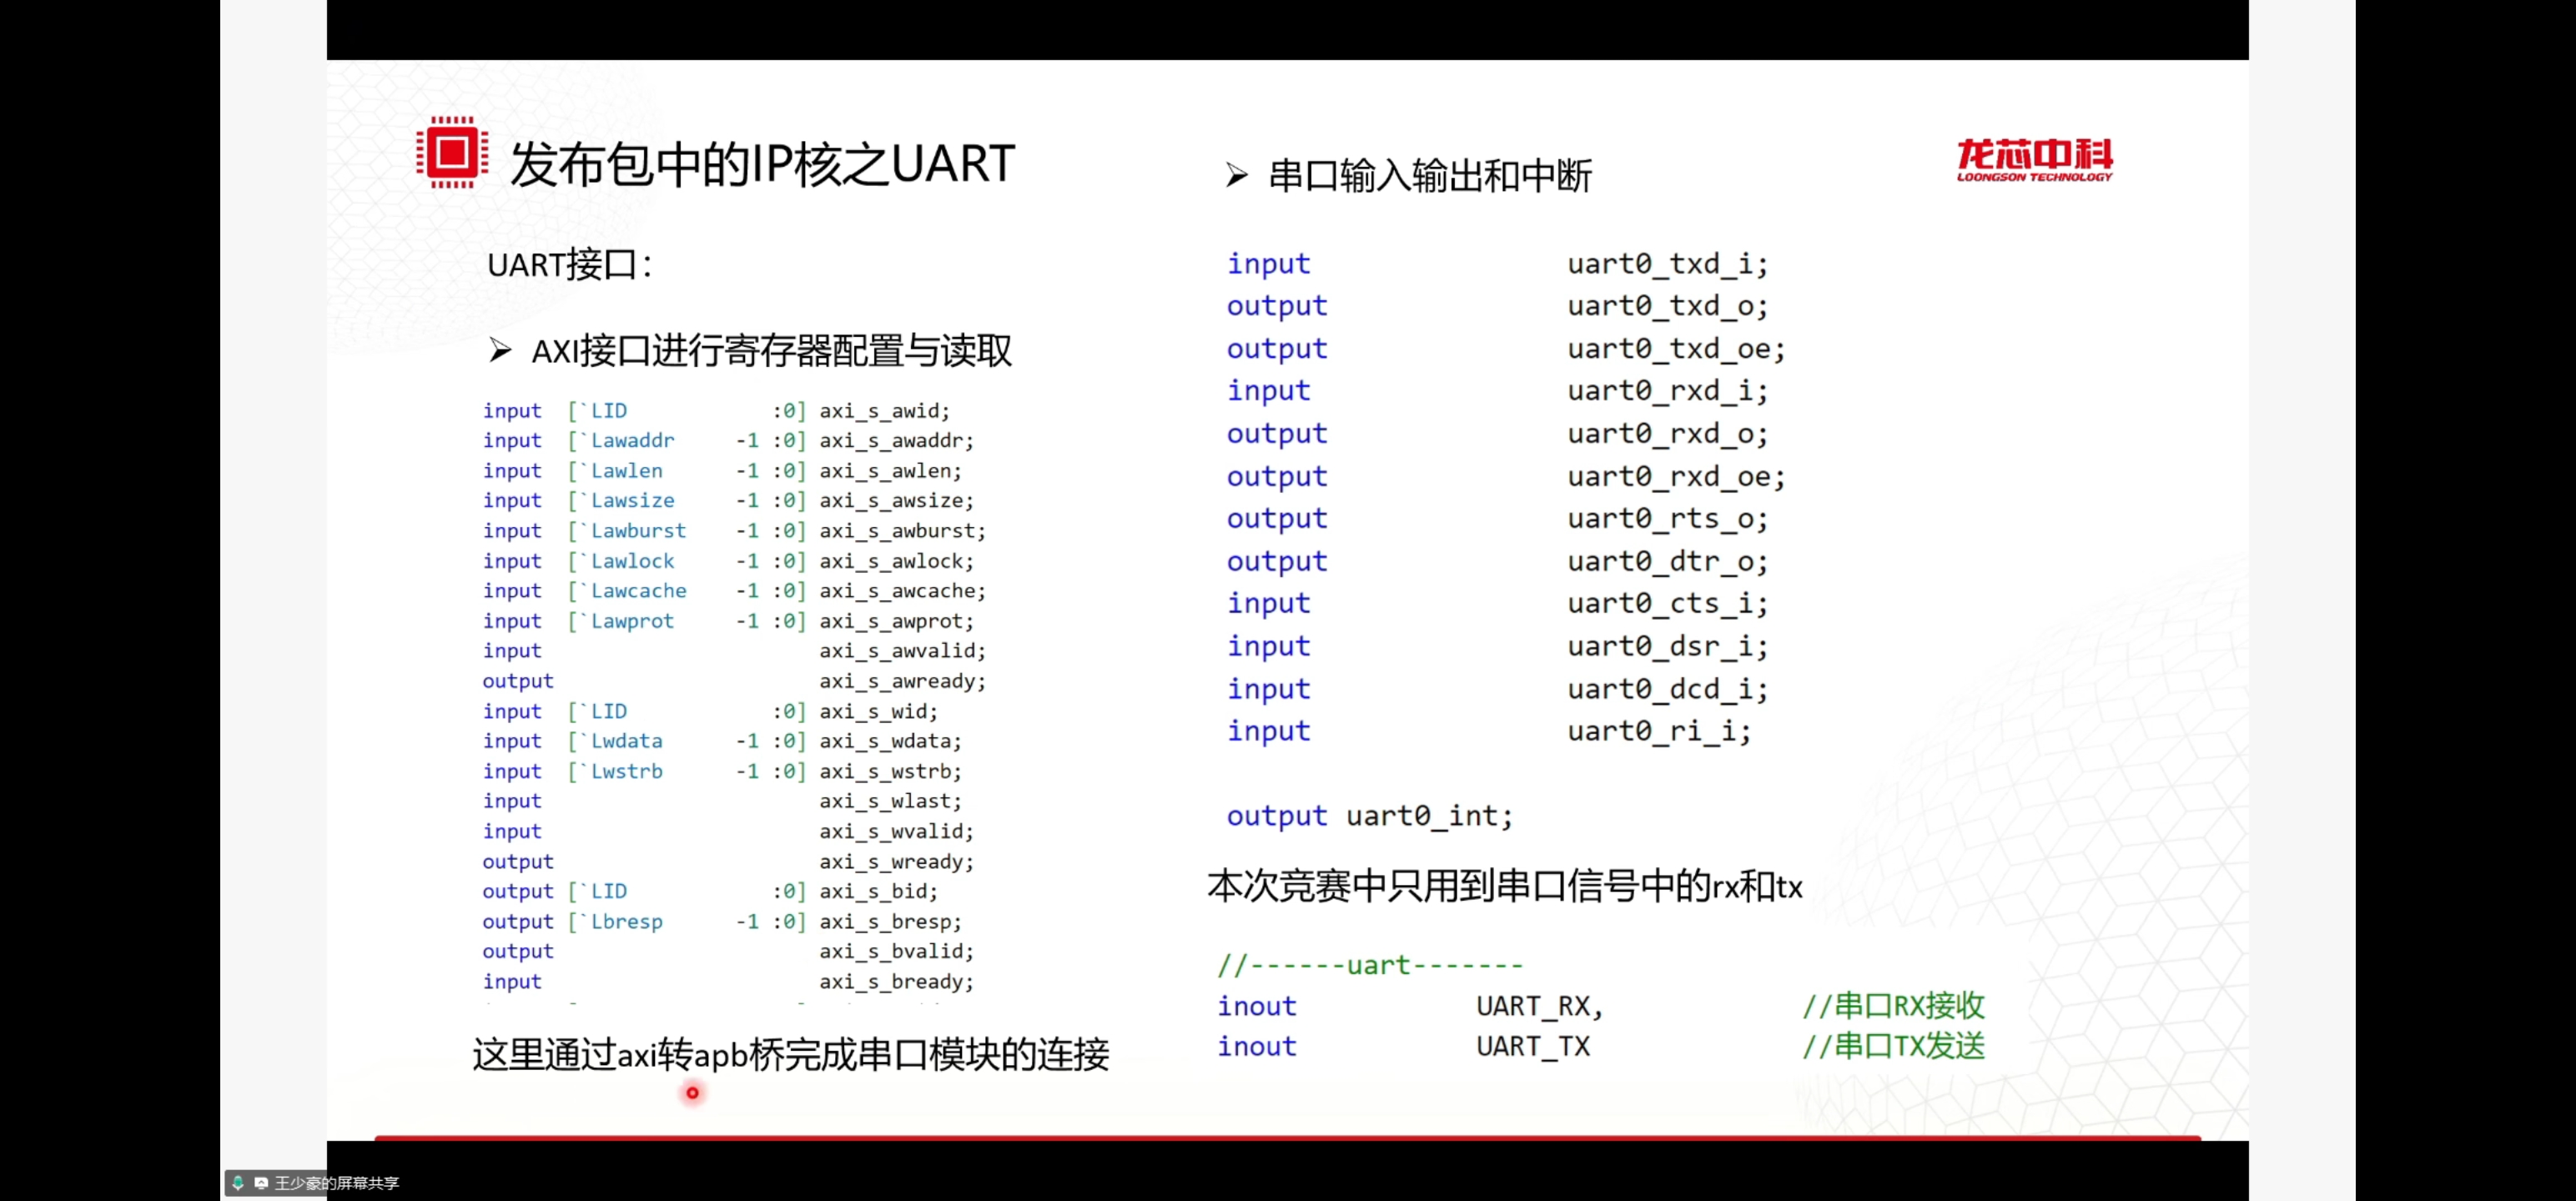 发布包中的IP核之UART
UART接口：
➢ AXI接口进行寄存器配置与读取
input [`LID :0] axi_s_awid;
input [`Lawaddr -1 :0] axi_s_awaddr;
input [`Lawlen -1 :0] axi_s_awlen;
input [`Lawsize -1 :0] axi_s_awsize;
input [`Lawburst -1 :0] axi_s_awburst;
input [`Lawlock -1 :0] axi_s_awlock;
input [`Lawcache -1 :0] axi_s_awcache;
input [`Lawprot -1 :0] axi_s_awprot;
input axi_s_awvalid;
output axi_s_awready;
input [`LID :0] axi_s_wid;
input [`Lwdata -1 :0] axi_s_wdata;
input [`Lwstrb -1 :0] axi_s_wstrb;
input axi_s_wlast;
input axi_s_wvalid;
output axi_s_wready;
output [`LID :0] axi_s_bid;
output [`Lbresp -1 :0] axi_s_bresp;
output axi_s_bvalid;
input axi_s_bready;
这里通过axi转apb桥完成串口模块的连接
➢ 串口输入输出和中断
龙芯中科
LOONGSON TECHNOLOGY
input uart0_txd_i;
output uart0_txd_o;
output uart0_txd_oe;
input uart0_rxd_i;
output uart0_rxd_o;
output uart0_rxd_oe;
output uart0_rts_o;
output uart0_dtr_o;
input uart0_cts_i;
input uart0_dsr_i;
input uart0_dcd_i;
input uart0_ri_i;
output uart0_int;
本次竞赛中只用到串口信号中的rx和tx
//------uart-------
inout UART_RX, //串口RX接收
inout UART_TX //串口TX发送
王少豪的屏幕共享